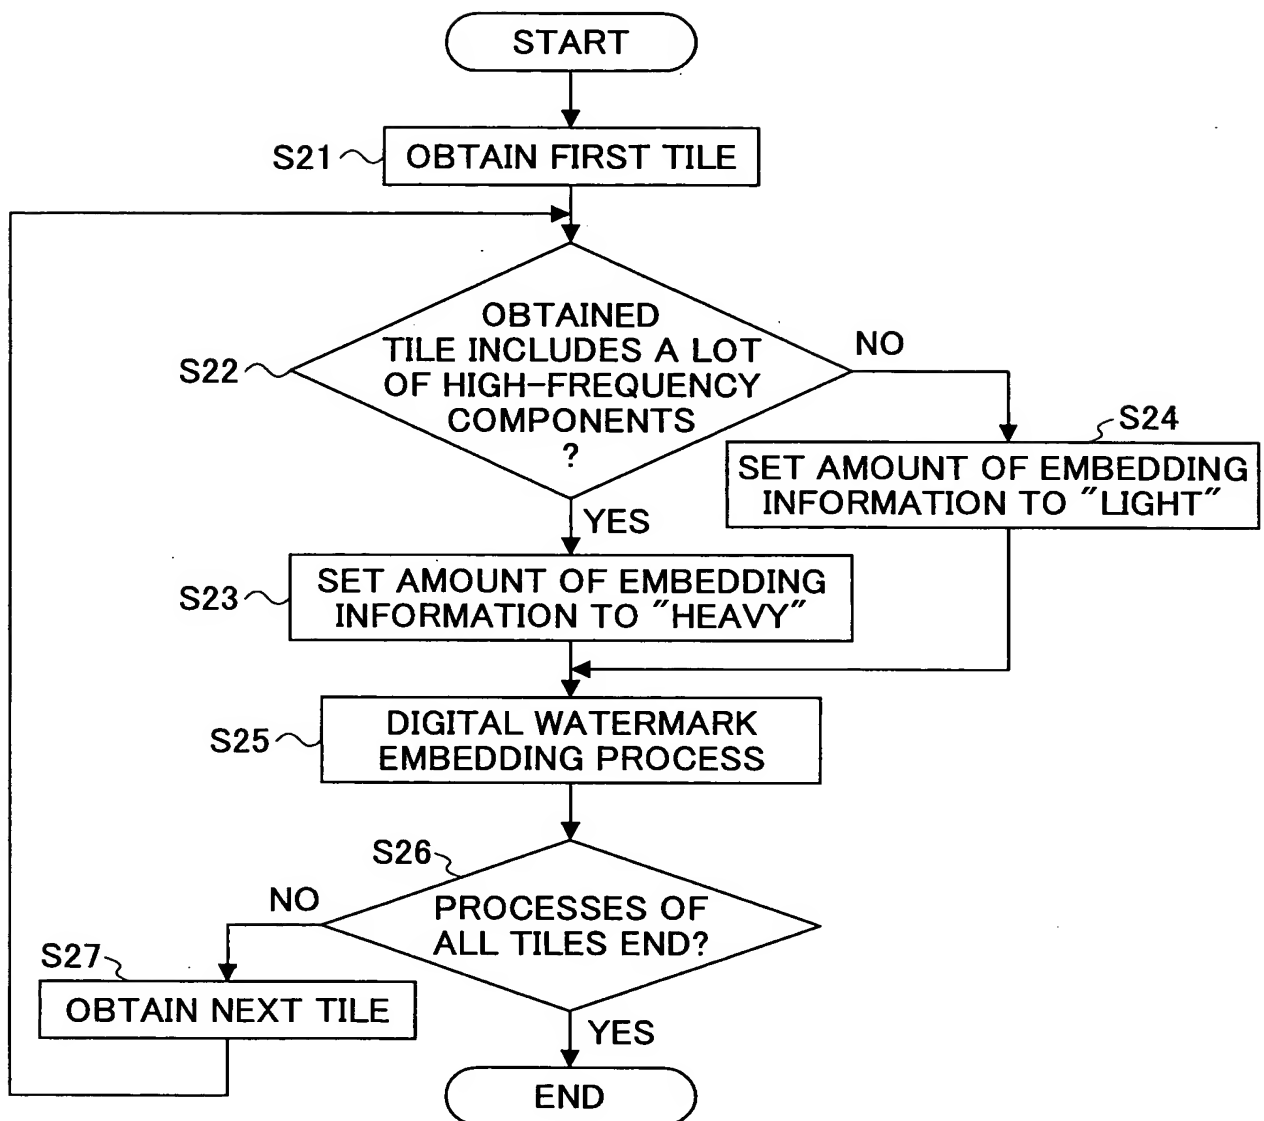 START
S21
OBTAIN FIRST TILE
S22
OBTAINED
TILE INCLUDES A LOT
OF HIGH-FREQUENCY
COMPONENTS
?
NO
S24
SET AMOUNT OF EMBEDDING
INFORMATION TO "LIGHT"
YES
S23
SET AMOUNT OF EMBEDDING
INFORMATION TO "HEAVY"
S25
DIGITAL WATERMARK
EMBEDDING PROCESS
S26
PROCESSES OF
ALL TILES END?
NO
S27
OBTAIN NEXT TILE
YES
END